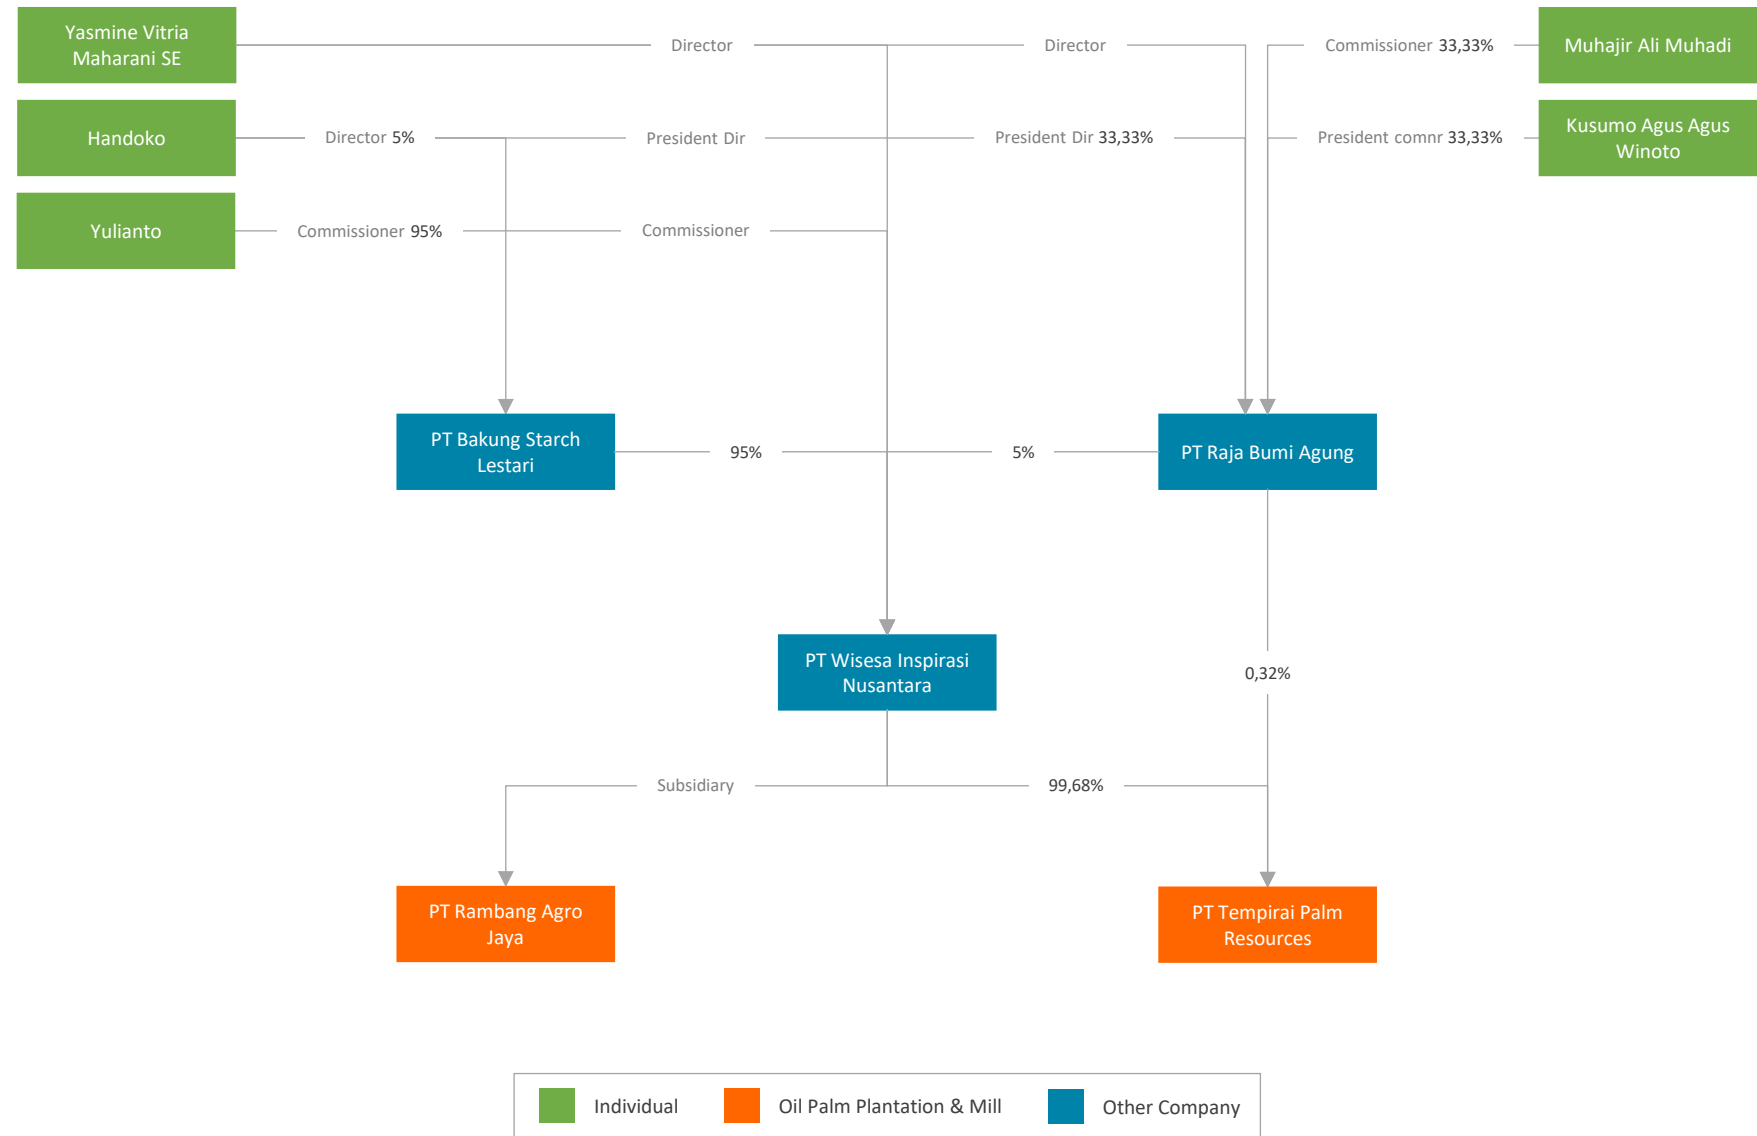 Yasmine Vitria
Maharani SE
Director
Director
Commissioner 33,33%
Muhajir Ali Muhadi
Handoko
Director 5%
President Dir
President Dir 33,33%
President comnr 33,33%
Kusumo Agus Agus
Winoto
Yulianto
Commissioner 95%
Commissioner
PT Bakung Starch
Lestari
95%
5%
PT Raja Bumi Agung
PT Wisesa Inspirasi
Nusantara
0,32%
Subsidiary
99,68%
PT Rambang Agro
Jaya
PT Tempirai Palm
Resources
Individual
Oil Palm Plantation & Mill
Other Company